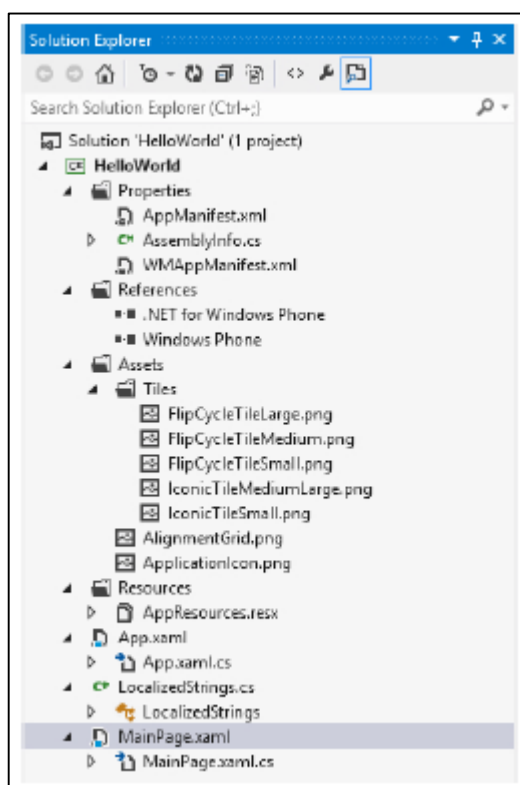 Solution Explorer
Search Solution Explorer (Ctrl+;)
Solution 'HelloWorld' (1 project)
C# HelloWorld
Properties
AppManifest.xml
C# AssemblyInfo.cs
WMAppManifest.xml
References
.NET for Windows Phone
Windows Phone
Assets
Tiles
FlipCycleTileLarge.png
FlipCycleTileMedium.png
FlipCycleTileSmall.png
IconicTileMediumLarge.png
IconicTileSmall.png
AlignmentGrid.png
ApplicationIcon.png
Resources
AppResources.resx
App.xaml
App.xaml.cs
C# LocalizedStrings.cs
LocalizedStrings
MainPage.xaml
MainPage.xaml.cs